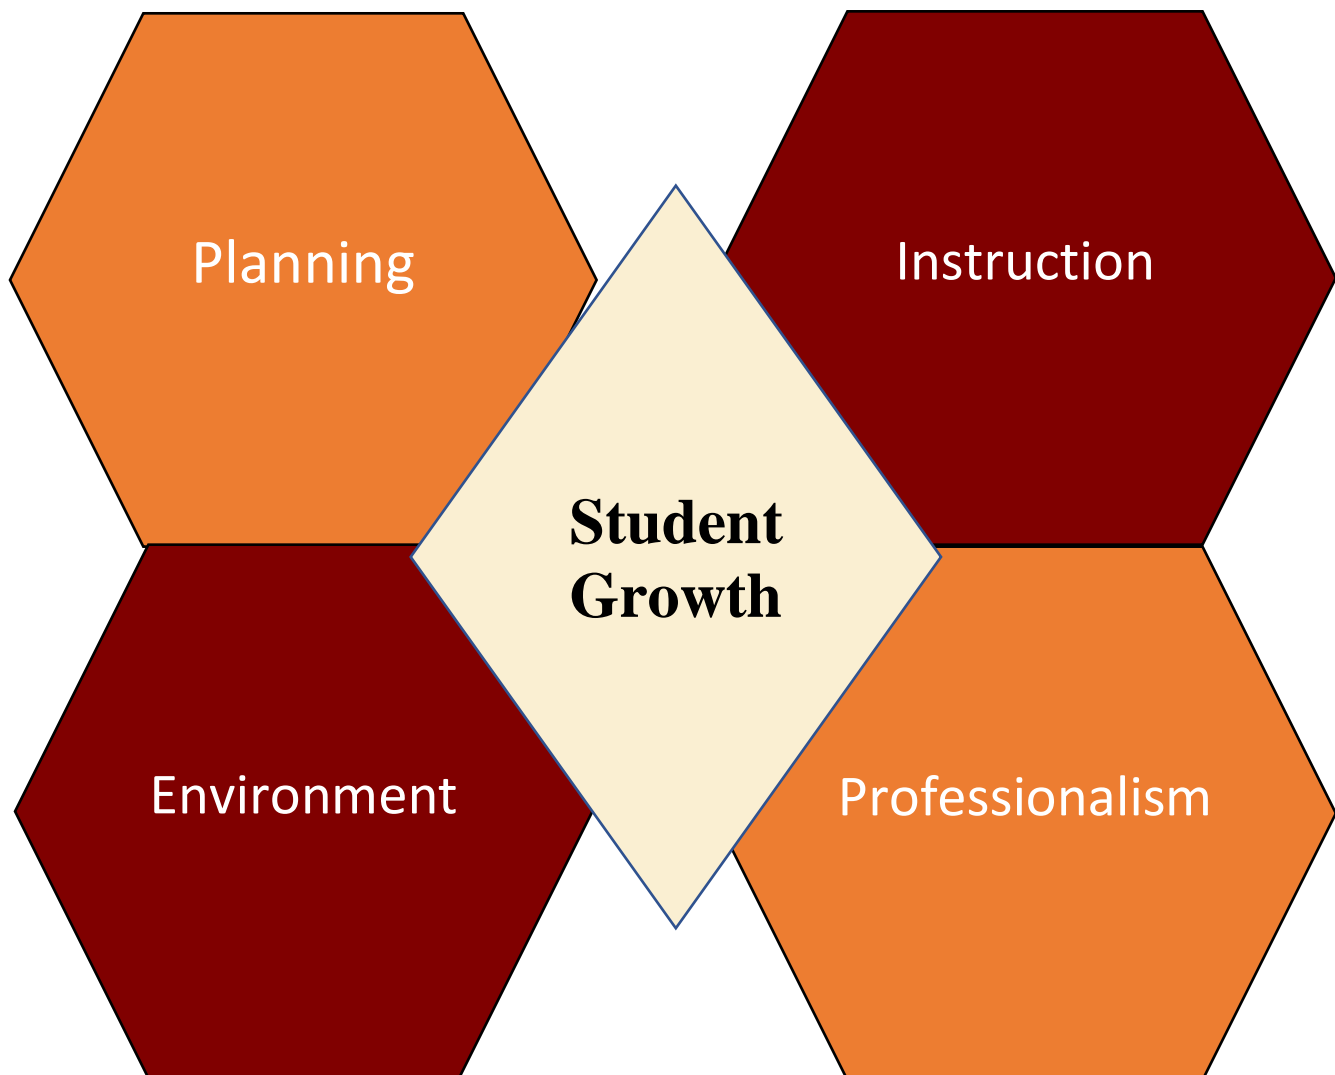 Planning
Instruction
Student
Growth
Environment
Professionalism